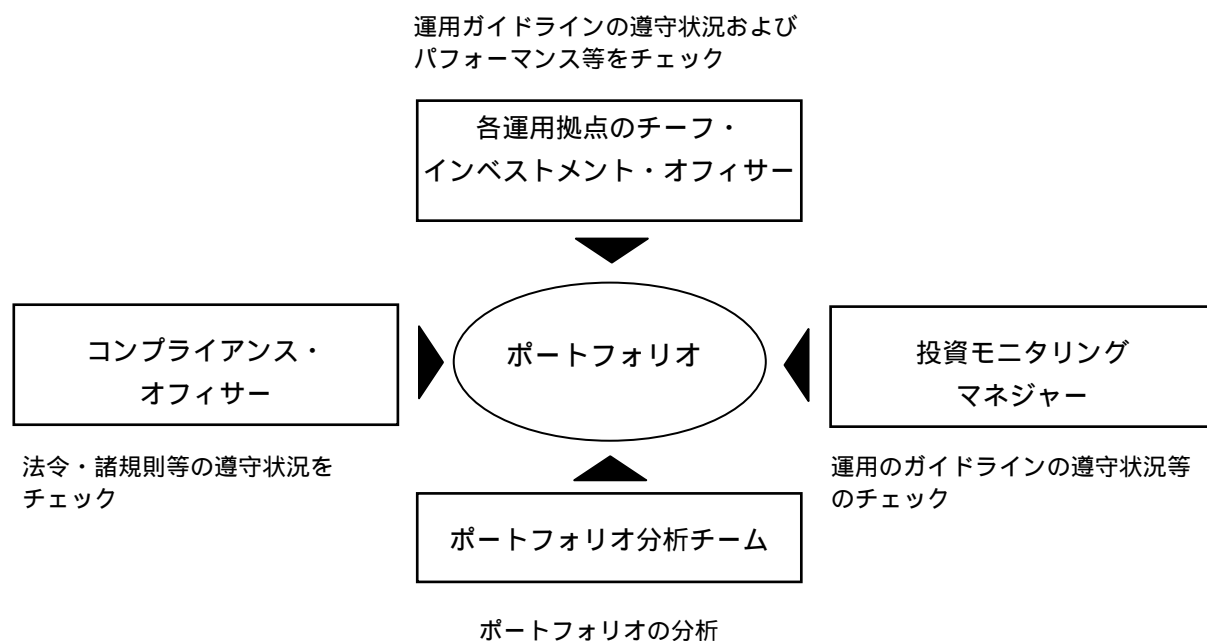 運用ガイドラインの遵守状況および
パフォーマンス等をチェック
各運用拠点のチーフ・
インベストメント・オフィサー
コンプライアンス・
オフィサー
ポートフォリオ
投資モニタリング
マネジャー
法令・諸規則等の遵守状況を
チェック
運用のガイドラインの遵守状況等
のチェック
ポートフォリオ分析チーム
ポートフォリオの分析